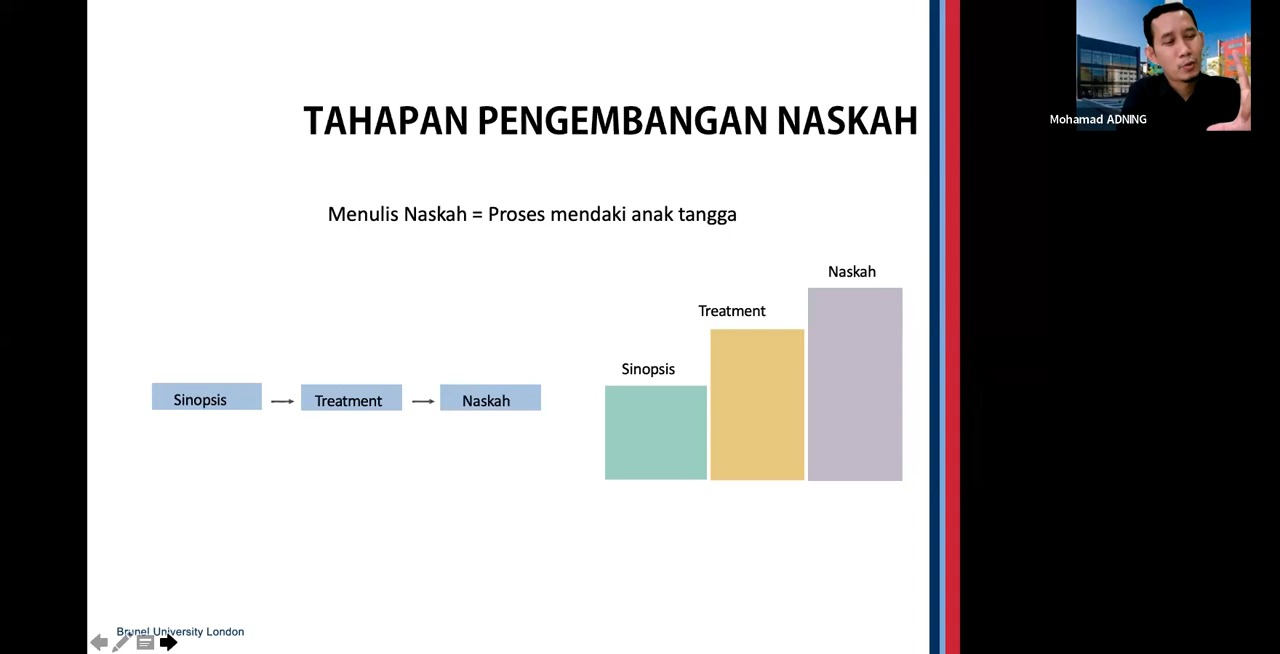 TAHAPAN PENGEMBANGAN NASKAH
Mohamad ADNING
Menulis Naskah = Proses mendaki anak tangga
Naskah
Treatment
Sinopsis
Sinopsis
Treatment
Naskah
Brunel University London